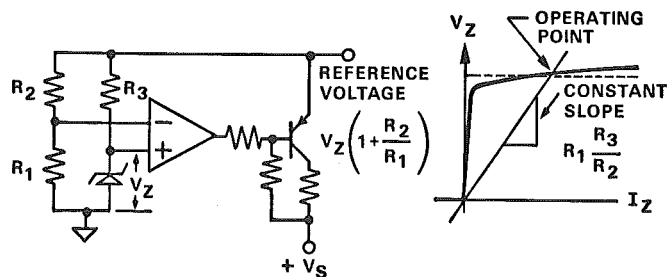 R2
R3
R1
−
+
VZ
REFERENCE
VOLTAGE
VZ(1+R2/R1)
+ VS
VZ
OPERATING
POINT
CONSTANT
SLOPE
R1 R3/R2
IZ